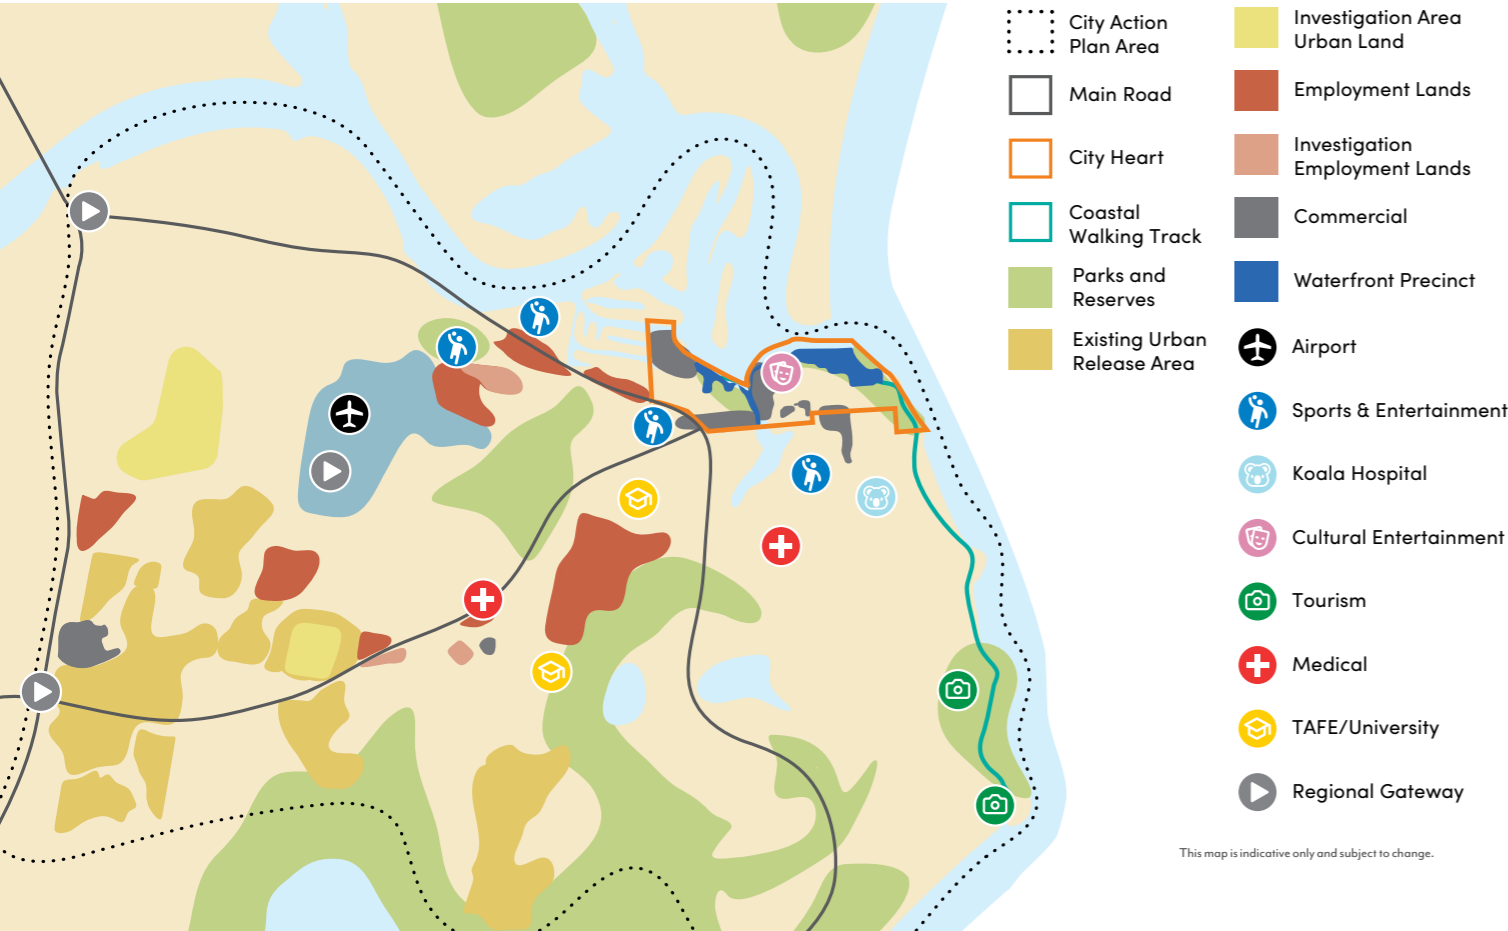 City Action
Plan Area
Main Road
City Heart
Coastal
Walking Track
Parks and
Reserves
Existing Urban
Release Area
Investigation Area
Urban Land
Employment Lands
Investigation
Employment Lands
Commercial
Waterfront Precinct
Airport
Sports & Entertainment
Koala Hospital
Cultural Entertainment
Tourism
Medical
TAFE/University
Regional Gateway
This map is indicative only and subject to change.